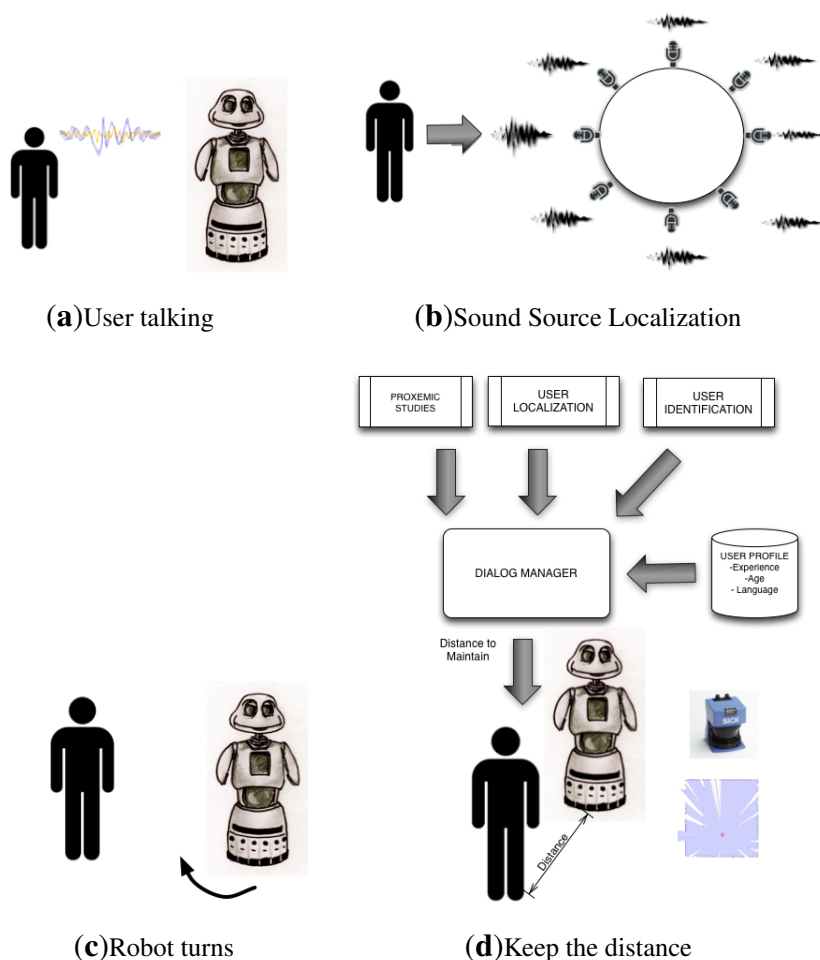 (a)User talking
(b)Sound Source Localization
PROXEMIC
STUDIES
USER
LOCALIZATION
USER
IDENTIFICATION
DIALOG MANAGER
USER PROFILE
-Experience
-Age
- Language
Distance to
Maintain
SICK
Distance
(c)Robot turns
(d)Keep the distance